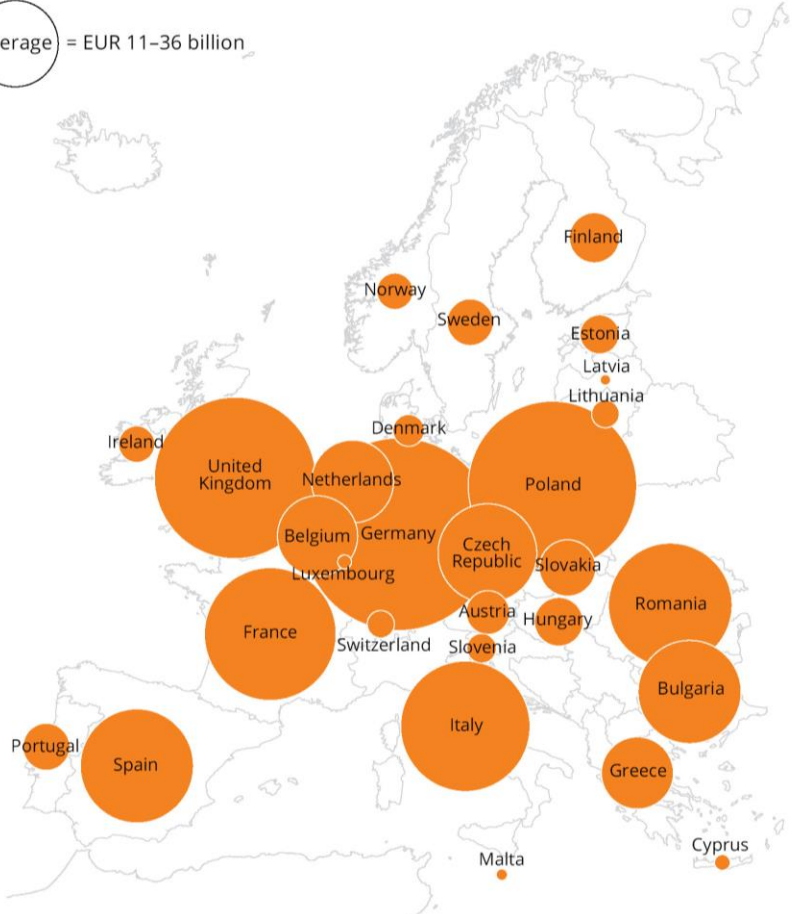 erage = EUR 11–36 billion
Finland
Norway
Sweden
Estonia
Latvia
Lithuania
Denmark
Ireland
United
Kingdom
Netherlands
Poland
Belgium
Germany
Czech
Republic
Slovakia
Luxembourg
Romania
Austria
Hungary
France
Switzerland
Slovenia
Bulgaria
Italy
Portugal
Spain
Greece
Cyprus
Malta